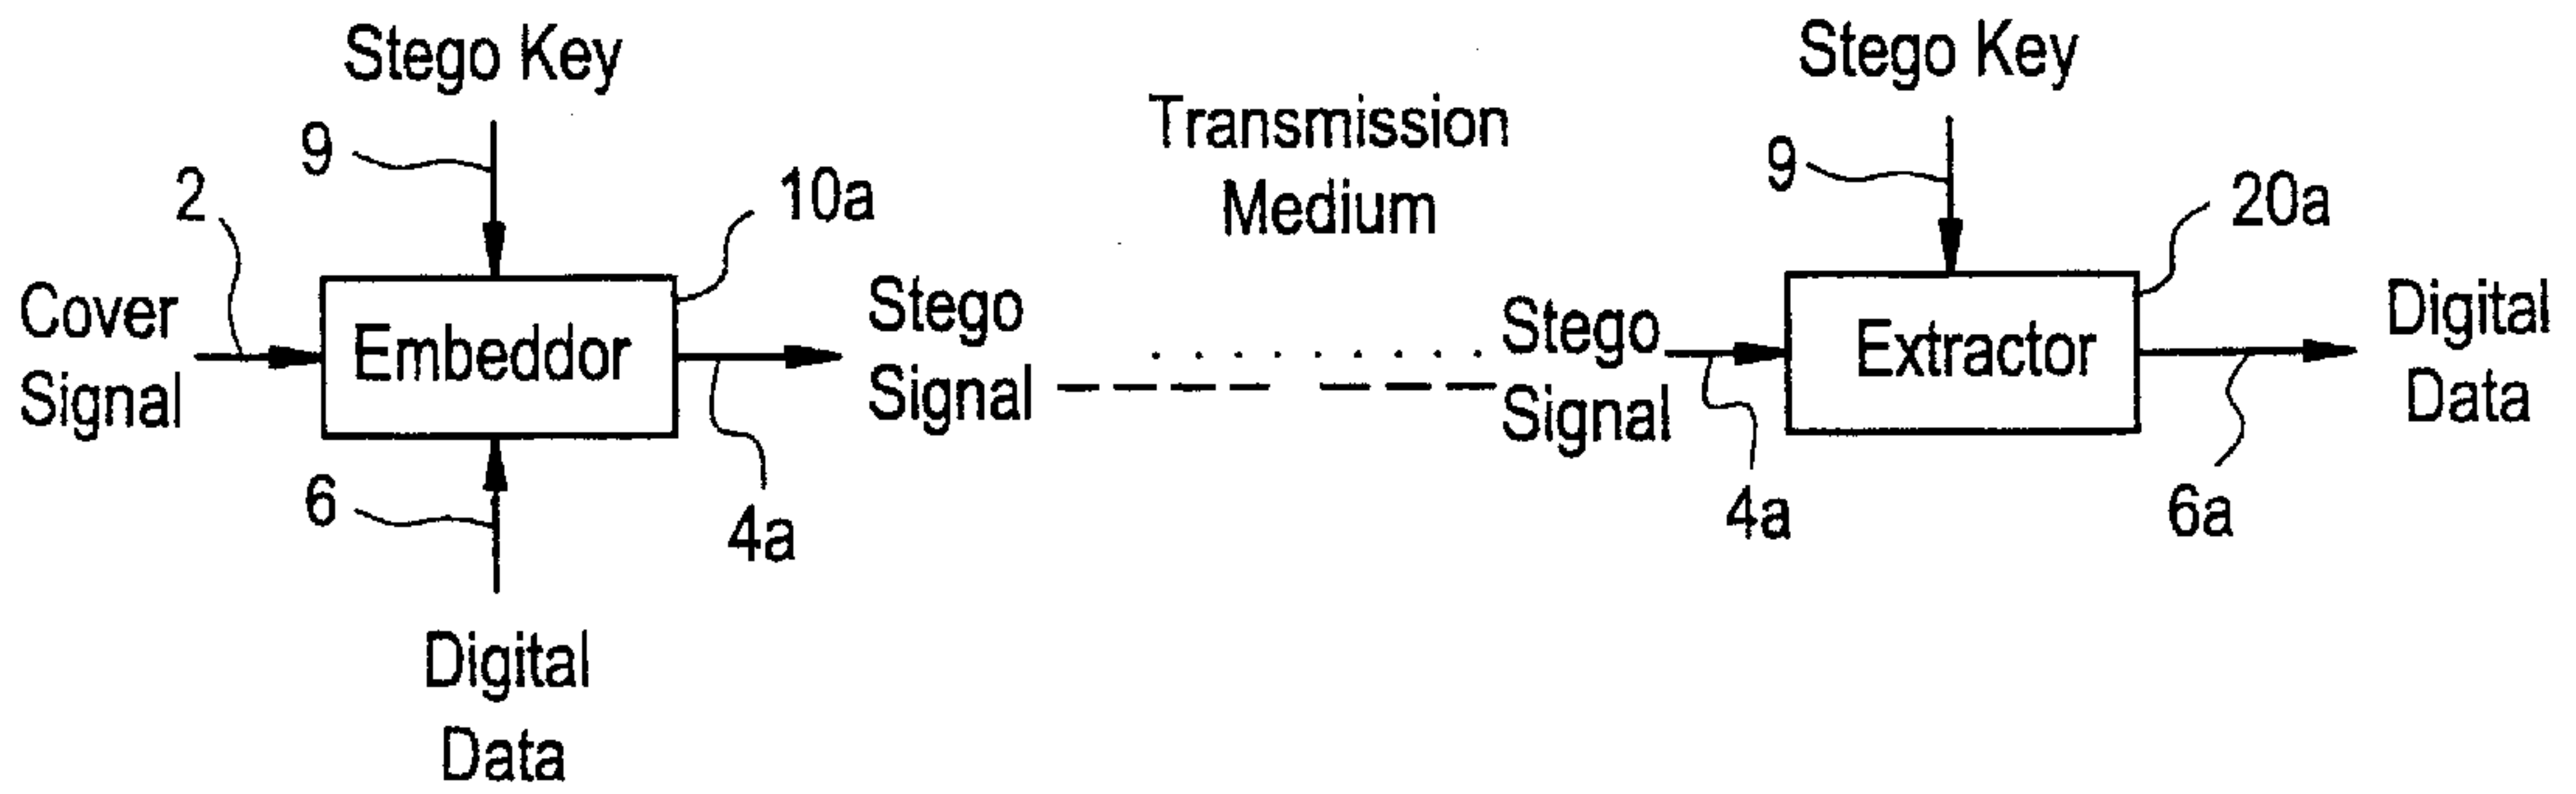 Stego Key
9
2
10a
Cover
Signal
Embeddor
Stego
Signal
6
4a
Digital
Data
Transmission
Medium
Stego Key
9
20a
Stego
Signal
Extractor
Digital
Data
4a
6a